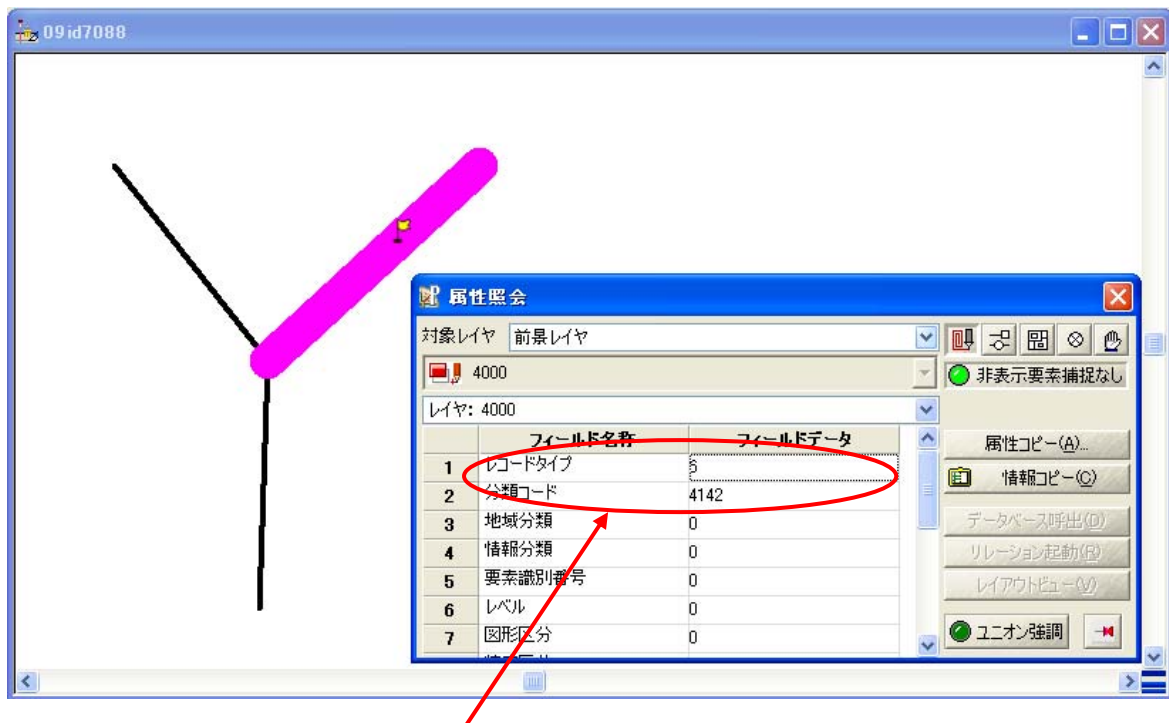 09id7088
属性照会
対象レイヤ 前景レイヤ
4000
非表示要素捕捉なし
レイヤ: 4000
フィールド名称 フィールドデータ
1 レコードタイプ 6
2 分類コード 4142
3 地域分類 0
4 情報分類 0
5 要素識別番号 0
6 レベル 0
7 図形区分 0
属性コピー(A)...
情報コピー(C)
データベース呼出(D)
リレーション起動(R)
レイアウトビュー(V)
ユニオン強調